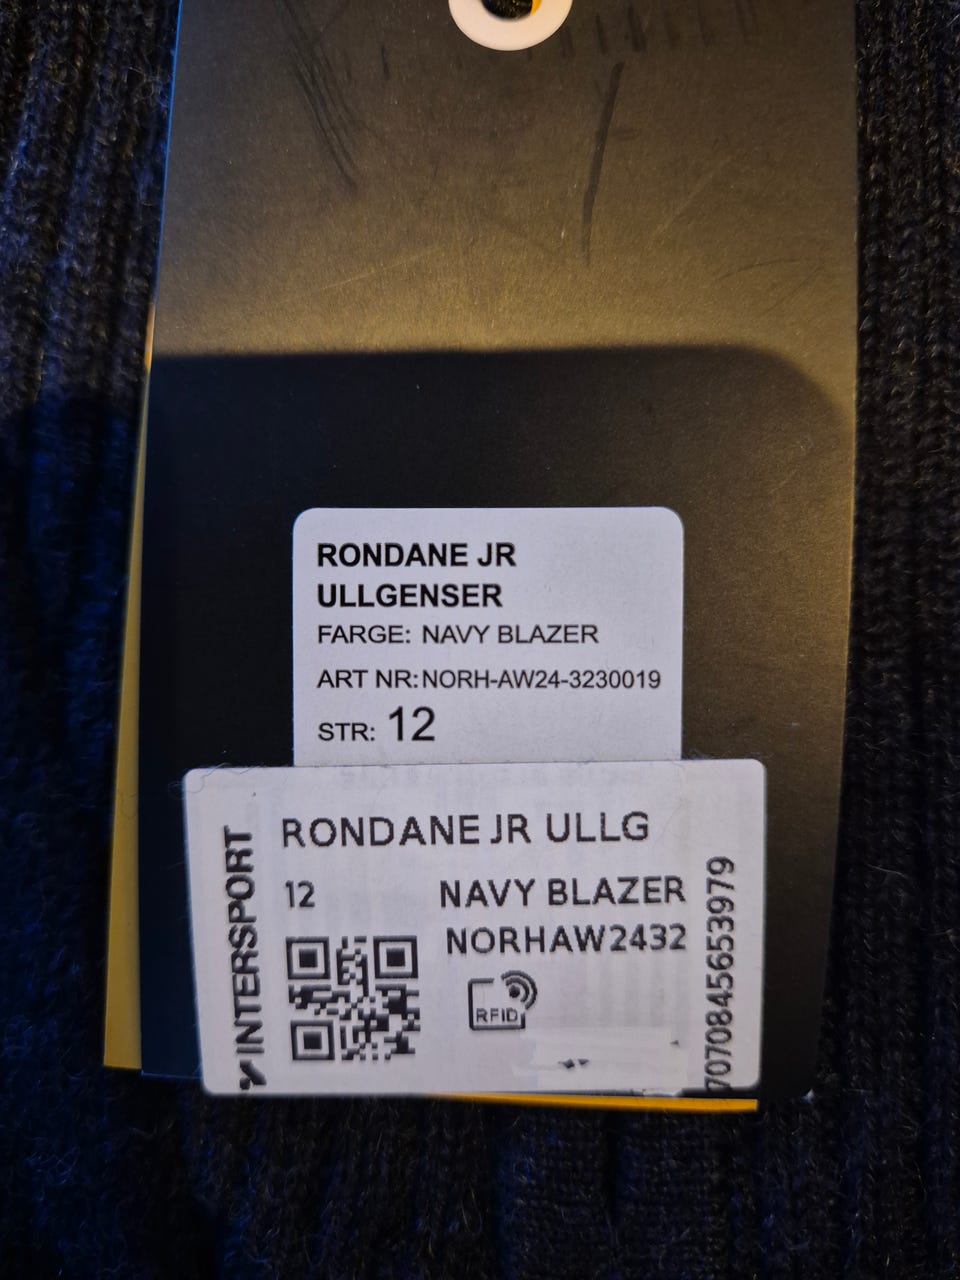 RONDANE JR
ULLGENSER
FARGE: NAVY BLAZER
ART NR:NORH-AW24-3230019
STR: 12
INTERSPORT
RONDANE JR ULLG
12
NAVY BLAZER
NORHAW2432
RFID
7070845653979